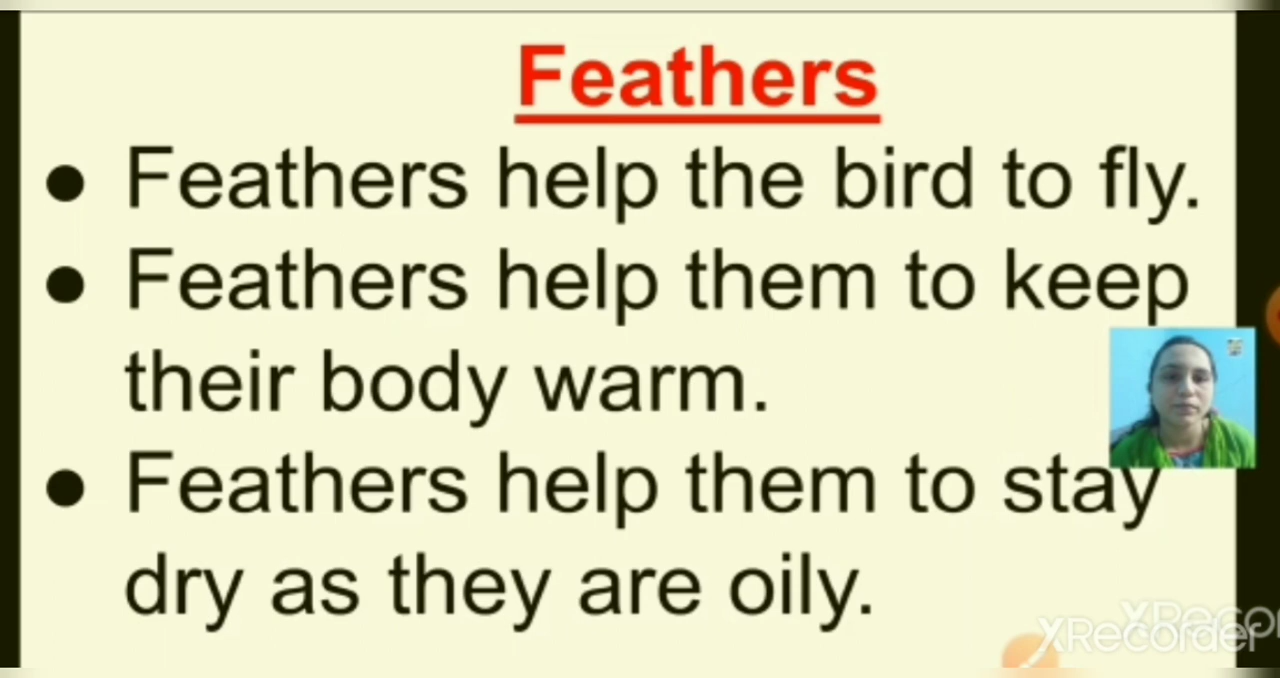 Feathers
● Feathers help the bird to fly.
● Feathers help them to keep
their body warm.
● Feathers help them to stay
dry as they are oily.
XRecorder
XRecor